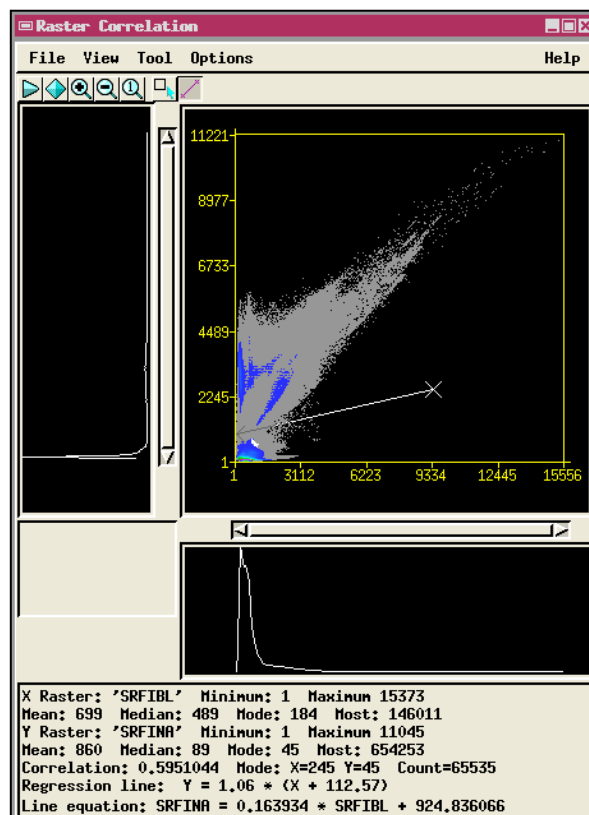 Raster Correlation
File View Tool Options Help
1
11221
8977
6733
4489
2245
1
1 3112 6223 9334 12445 15556
X Raster: 'SRFIBL' Minimum: 1 Maximum 15373
Mean: 699 Median: 489 Mode: 184 Most: 146011
Y Raster: 'SRFINA' Minimum: 1 Maximum 11045
Mean: 860 Median: 89 Mode: 45 Most: 654253
Correlation: 0.5951044 Mode: X=245 Y=45 Count=65535
Regression line: Y = 1.06 * (X + 112.57)
Line equation: SRFINA = 0.163934 * SRFIBL + 924.836066